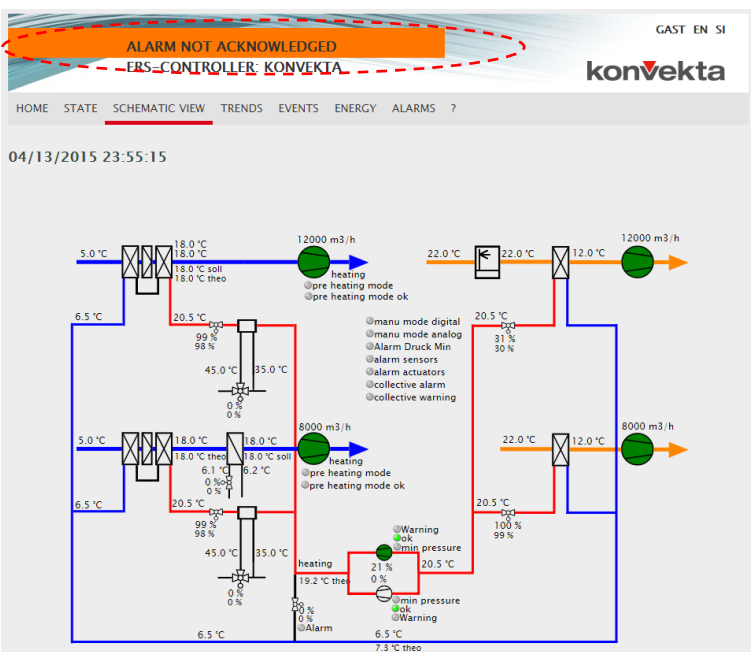 GAST EN SI
ALARM NOT ACKNOWLEDGED
ERS-CONTROLLER: KONVEKTA
konvekta
HOME STATE SCHEMATIC VIEW TRENDS EVENTS ENERGY ALARMS ?
04/13/2015 23:55:15
5.0 °C
18.0 °C
18.0 °C
18.0 °C soll
18.0 °C theo
12000 m3/h
heating
pre heating mode
pre heating mode ok
22.0 °C
22.0 °C
12.0 °C
12000 m3/h
6.5 °C
20.5 °C
99 %
98 %
45.0 °C
35.0 °C
0 %
0 %
manu mode digital
manu mode analog
Alarm Druck Min
alarm sensors
alarm actuators
collective alarm
collective warning
20.5 °C
31 %
30 %
5.0 °C
18.0 °C
18.0 °C theo
18.0 °C
18.0 °C soll
6.1 °C
6.2 °C
0 %
0 %
8000 m3/h
heating
pre heating mode
pre heating mode ok
22.0 °C
12.0 °C
8000 m3/h
6.5 °C
20.5 °C
99 %
98 %
45.0 °C
35.0 °C
0 %
0 %
20.5 °C
100 %
99 %
Warning
ok
min pressure
heating
19.2 °C theo
21 %
0 %
20.5 °C
min pressure
ok
Warning
0 %
0 %
Alarm
6.5 °C
6.5 °C
7.3 °C theo